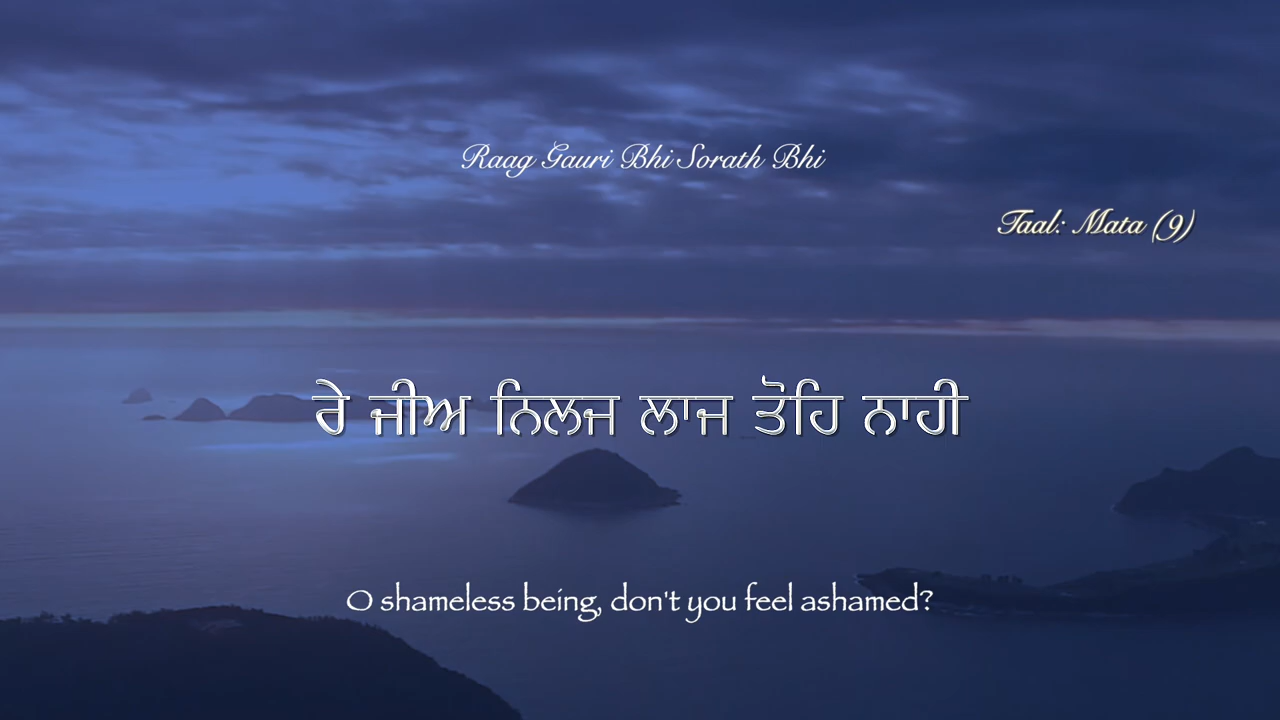 Raag Gauri Bhi Sorath Bhi
Taal: Mata (9)
ਰੇ ਜੀਅ ਨਿਲਜ ਲਾਜ ਤੋਹਿ ਨਾਹੀ
O shameless being, don't you feel ashamed?